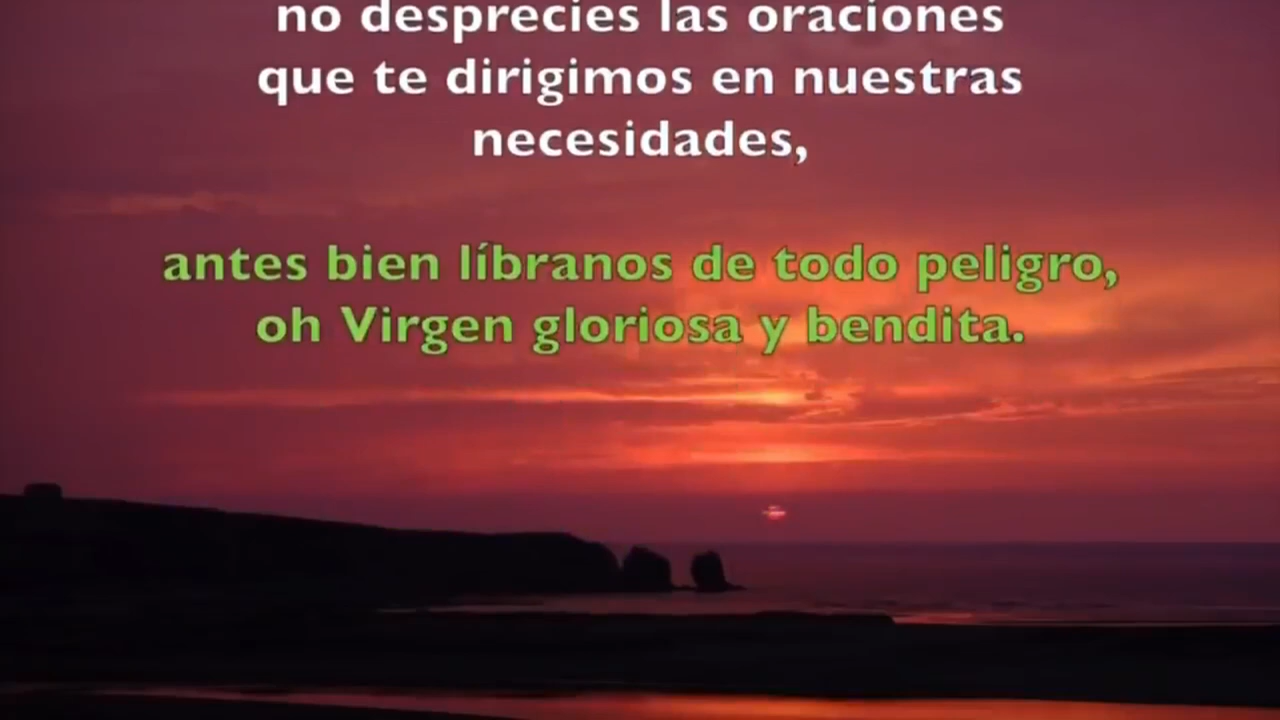 no desprecies las oraciones
que te dirigimos en nuestras
necesidades,
antes bien líbranos de todo peligro,
oh Virgen gloriosa y bendita.